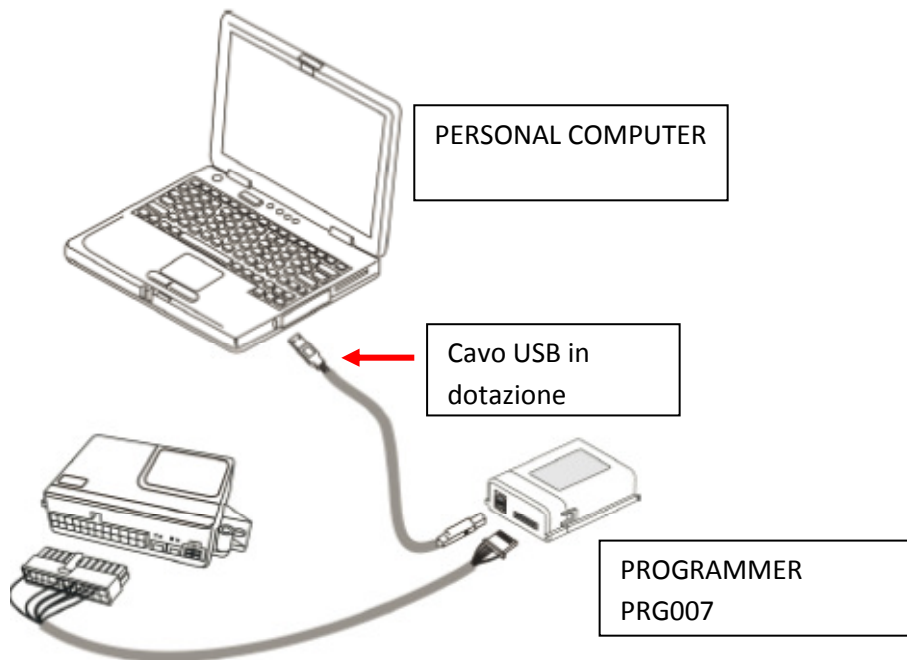 PERSONAL COMPUTER
Cavo USB in
dotazione
PROGRAMMER
PRG007